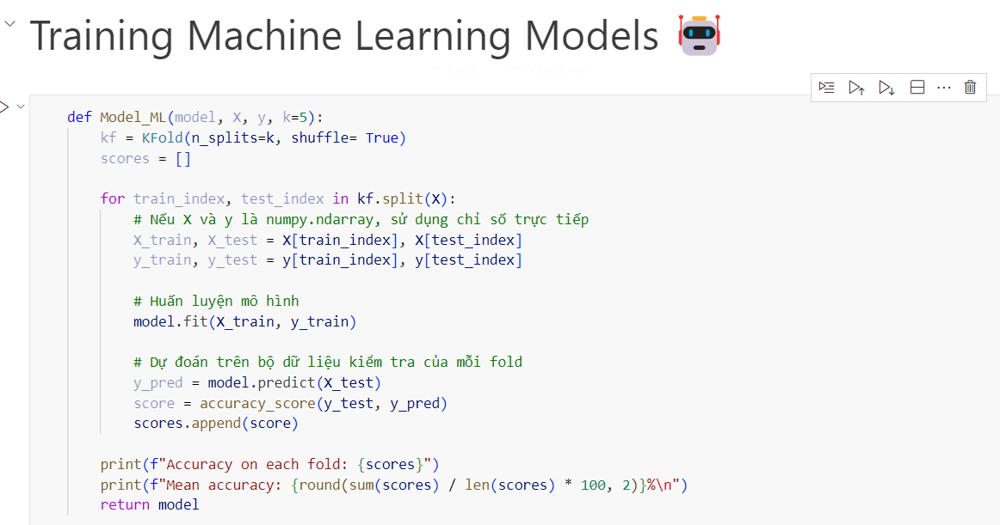 Training Machine Learning Models 🤖
def Model_ML(model, X, y, k=5):
    kf = KFold(n_splits=k, shuffle= True)
    scores = []

    for train_index, test_index in kf.split(X):
        # Nếu X và y là numpy.ndarray, sử dụng chỉ số trực tiếp
        X_train, X_test = X[train_index], X[test_index]
        y_train, y_test = y[train_index], y[test_index]

        # Huấn luyện mô hình
        model.fit(X_train, y_train)

        # Dự đoán trên bộ dữ liệu kiểm tra của mỗi fold
        y_pred = model.predict(X_test)
        score = accuracy_score(y_test, y_pred)
        scores.append(score)

    print(f"Accuracy on each fold: {scores}")
    print(f"Mean accuracy: {round(sum(scores) / len(scores) * 100, 2)}%\n")
    return model